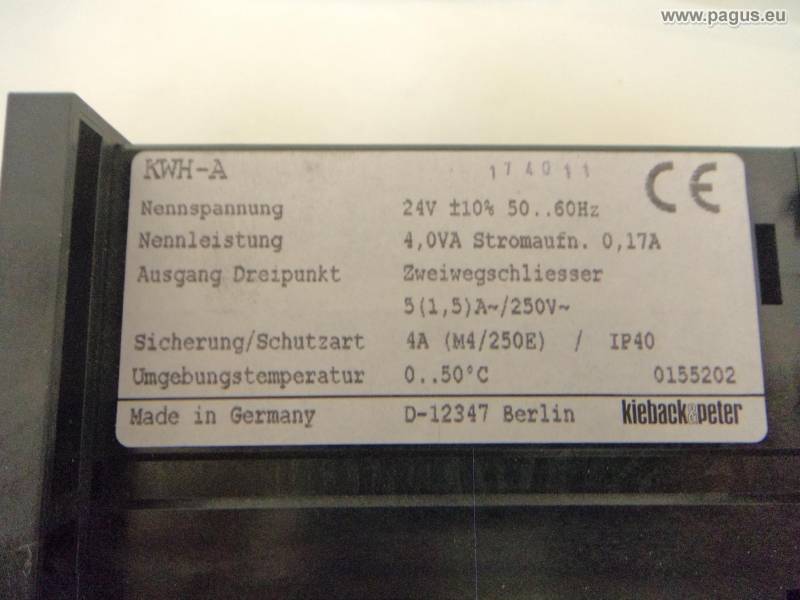 www.pagus.eu
KWH-A 174011 CE
Nennspannung 24V ±10% 50..60Hz
Nennleistung 4,0VA Stromaufn. 0,17A
Ausgang Dreipunkt Zweiwegschliesser
5(1,5)A~/250V~
Sicherung/Schutzart 4A (M4/250E) / IP40
Umgebungstemperatur 0..50°C 0155202
Made in Germany D-12347 Berlin kieback&peter